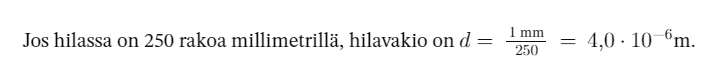 Jos hilassa on 250 rakoa millimetrillä, hilavakio on d = 1 mm/250 = 4,0 · 10⁻⁶m.